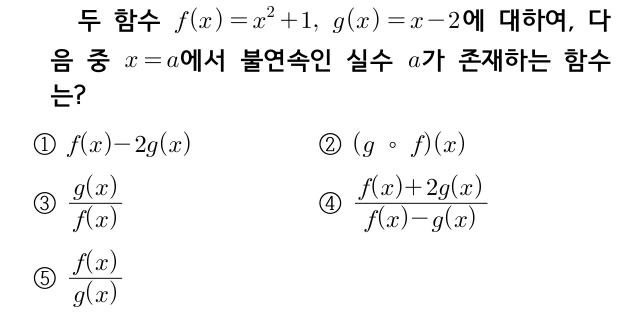 두 함수 f(x)=x²+1, g(x)=x−2에 대하여, 다
음 중 x=a에서 불연속인 실수 a가 존재하는 함수
는?
① f(x)−2g(x) ② (g ∘ f)(x)
③ g(x)/f(x) ④ f(x)+2g(x)/f(x)−g(x)
⑤ f(x)/g(x)